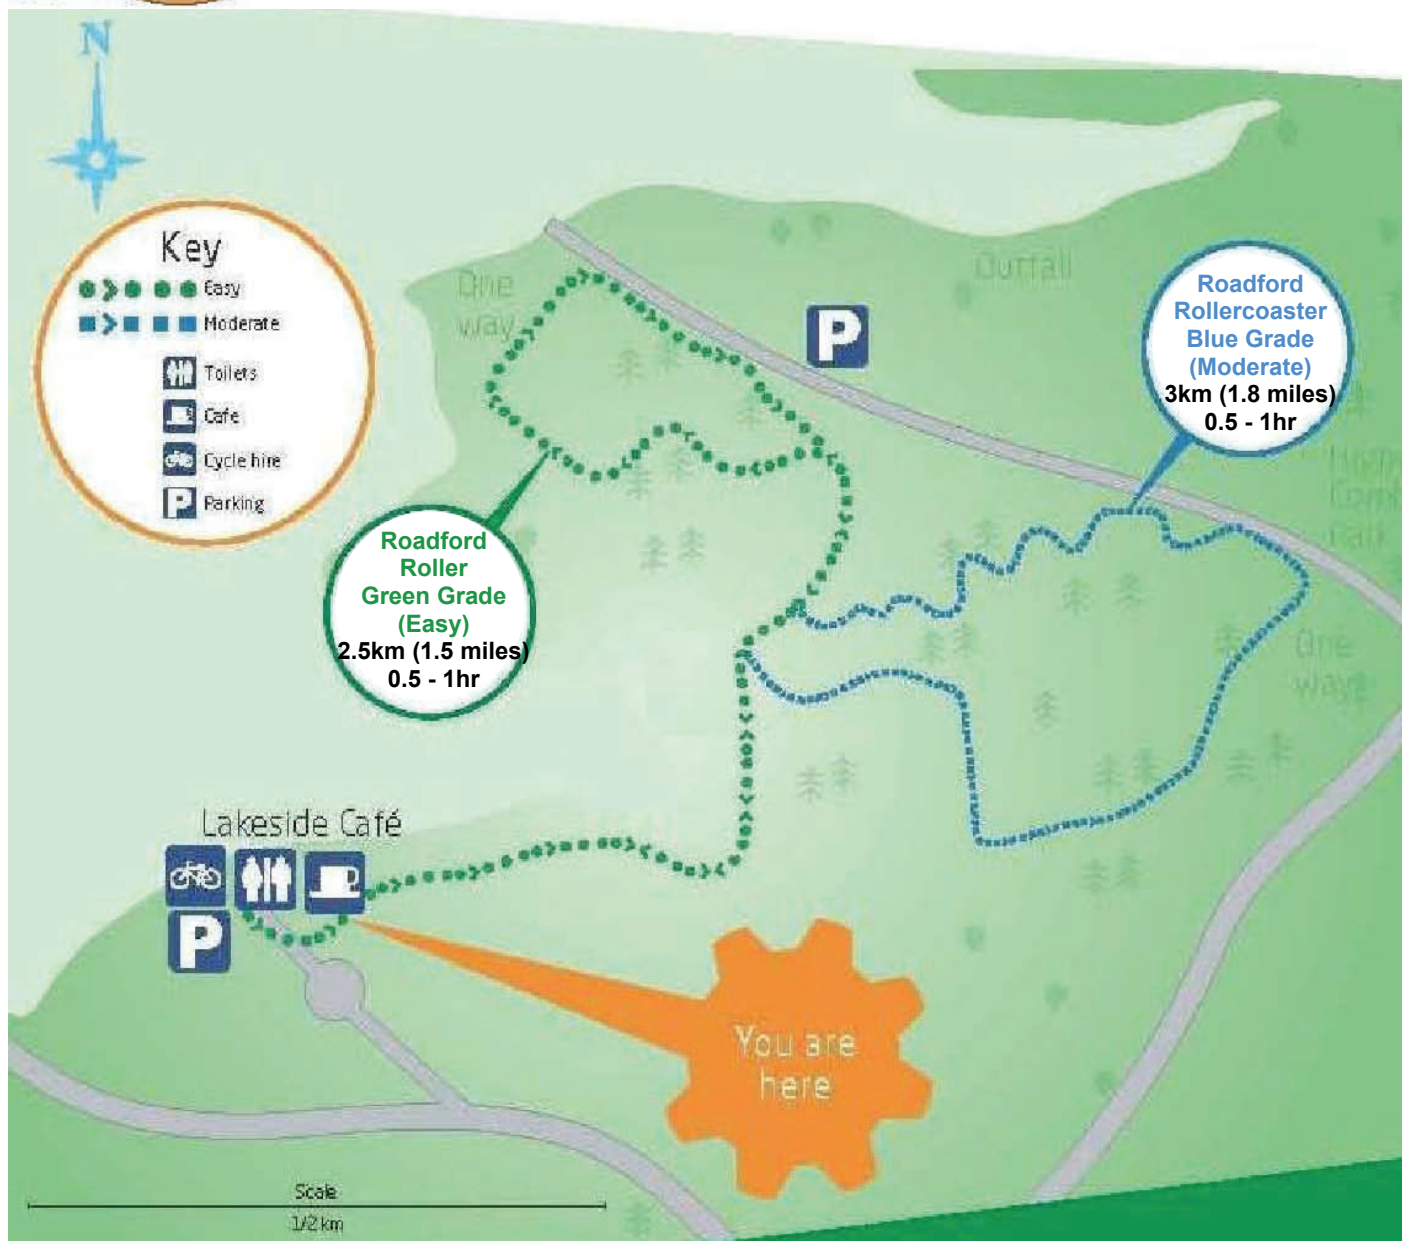 N
Key
Easy
Moderate
Toilets
Cafe
Cycle hire
Parking
One
way
Outfall
P
Roadford
Rollercoaster
Blue Grade
(Moderate)
3km (1.8 miles)
0.5 - 1hr
Roadford
Roller
Green Grade
(Easy)
2.5km (1.5 miles)
0.5 - 1hr
One
way
Lakeside Café
P
You are
here
Scale
1/2 km